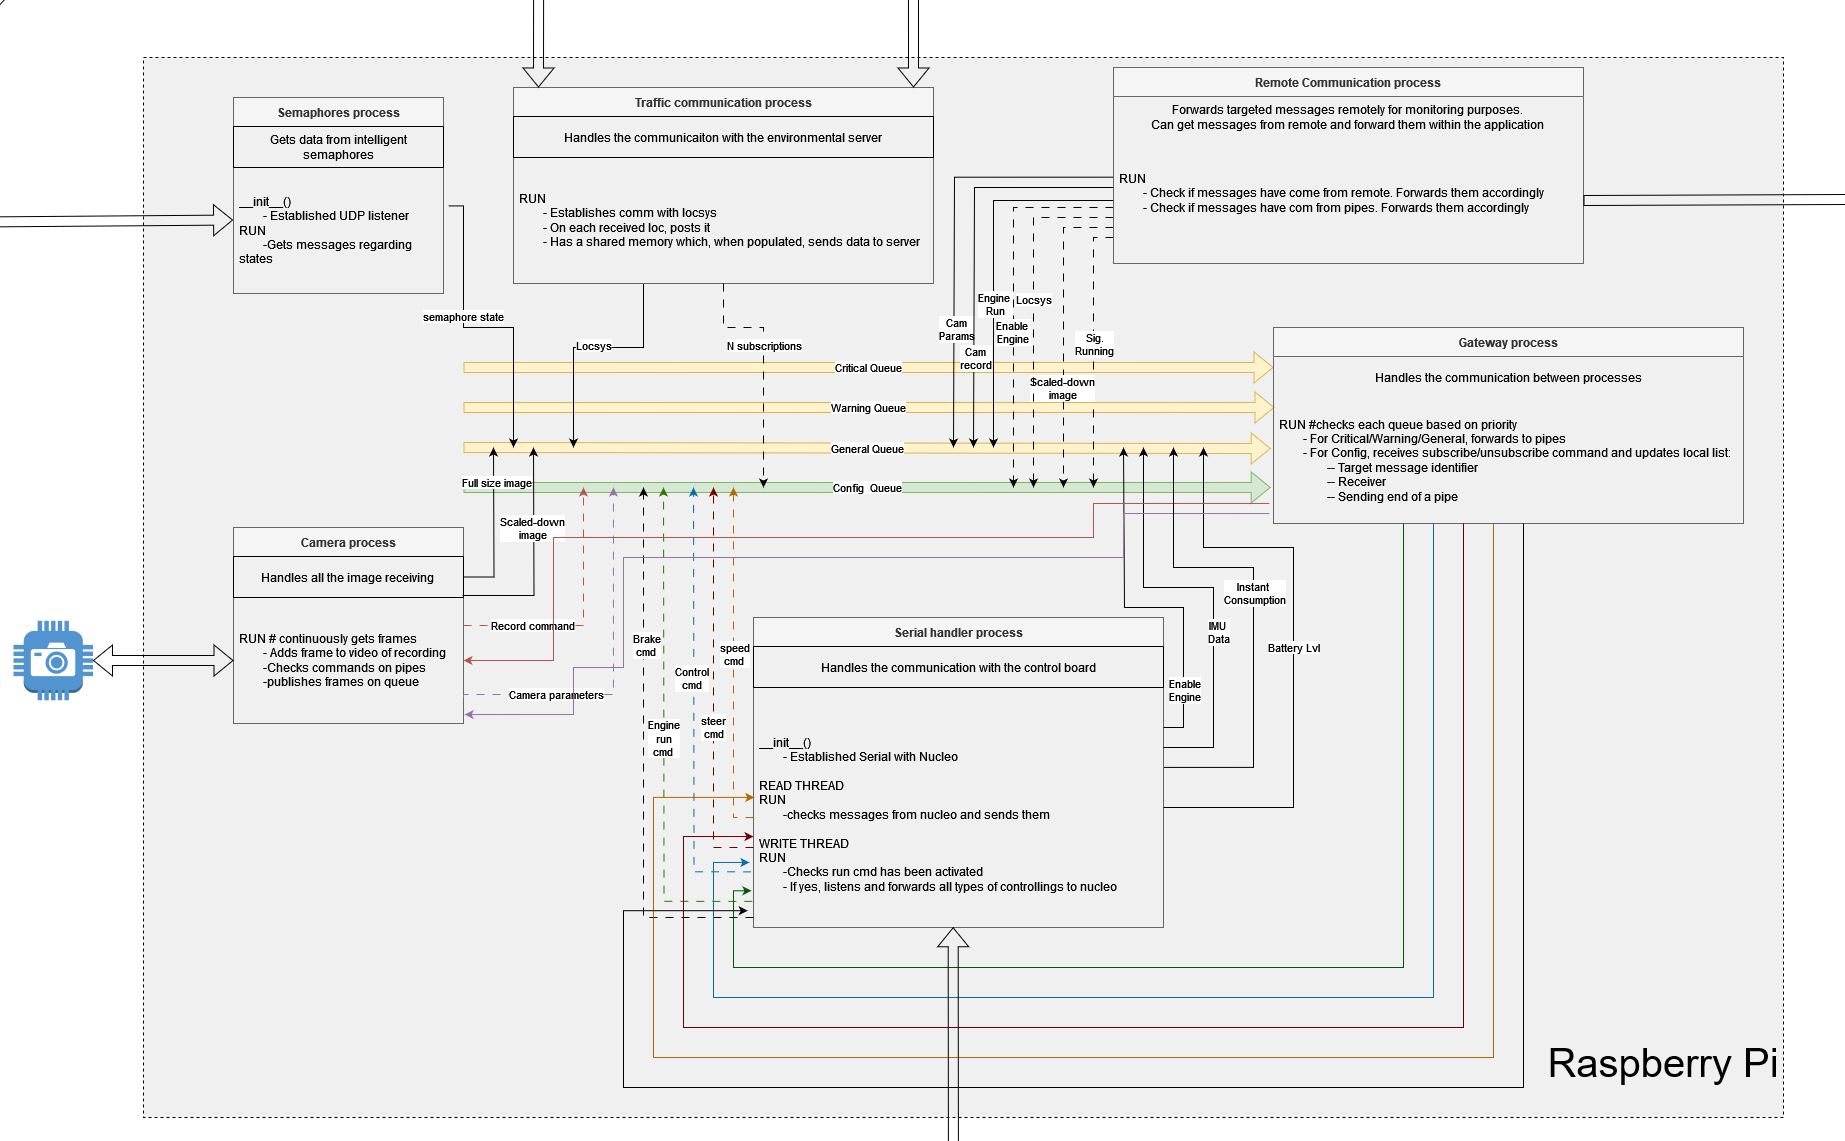 Semaphores process
Gets data from intelligent
semaphores
__init__()
- Established UDP listener
RUN
-Gets messages regarding
states
Traffic communication process
Handles the communicaiton with the environmental server
RUN
- Establishes comm with locsys
- On each received loc, posts it
- Has a shared memory which, when populated, sends data to server
Remote Communication process
Forwards targeted messages remotely for monitoring purposes.
Can get messages from remote and forward them within the application
RUN
- Check if messages have come from remote. Forwards them accordingly
- Check if messages have com from pipes. Forwards them accordingly
semaphore state
Locsys
N subscriptions
Cam
Params
Cam
record
Engine
Run
Enable
Engine
Locsys
Scaled-down
image
Sig.
Running
Critical Queue
Warning Queue
General Queue
Config Queue
Gateway process
Handles the communication between processes
RUN #checks each queue based on priority
- For Critical/Warning/General, forwards to pipes
- For Config, receives subscribe/unsubscribe command and updates local list:
-- Target message identifier
-- Receiver
-- Sending end of a pipe
Full size image
Scaled-down
image
Camera process
Handles all the image receiving
RUN # continuously gets frames
- Adds frame to video of recording
-Checks commands on pipes
-publishes frames on queue
Record command
Camera parameters
Brake
cmd
Engine
run
cmd
Control
cmd
steer
cmd
speed
cmd
Serial handler process
Handles the communication with the control board
__init__()
- Established Serial with Nucleo
READ THREAD
RUN
-checks messages from nucleo and sends them
WRITE THREAD
RUN
-Checks run cmd has been activated
- If yes, listens and forwards all types of controllings to nucleo
Enable
Engine
IMU
Data
Instant
Consumption
Battery Lvl
Raspberry Pi